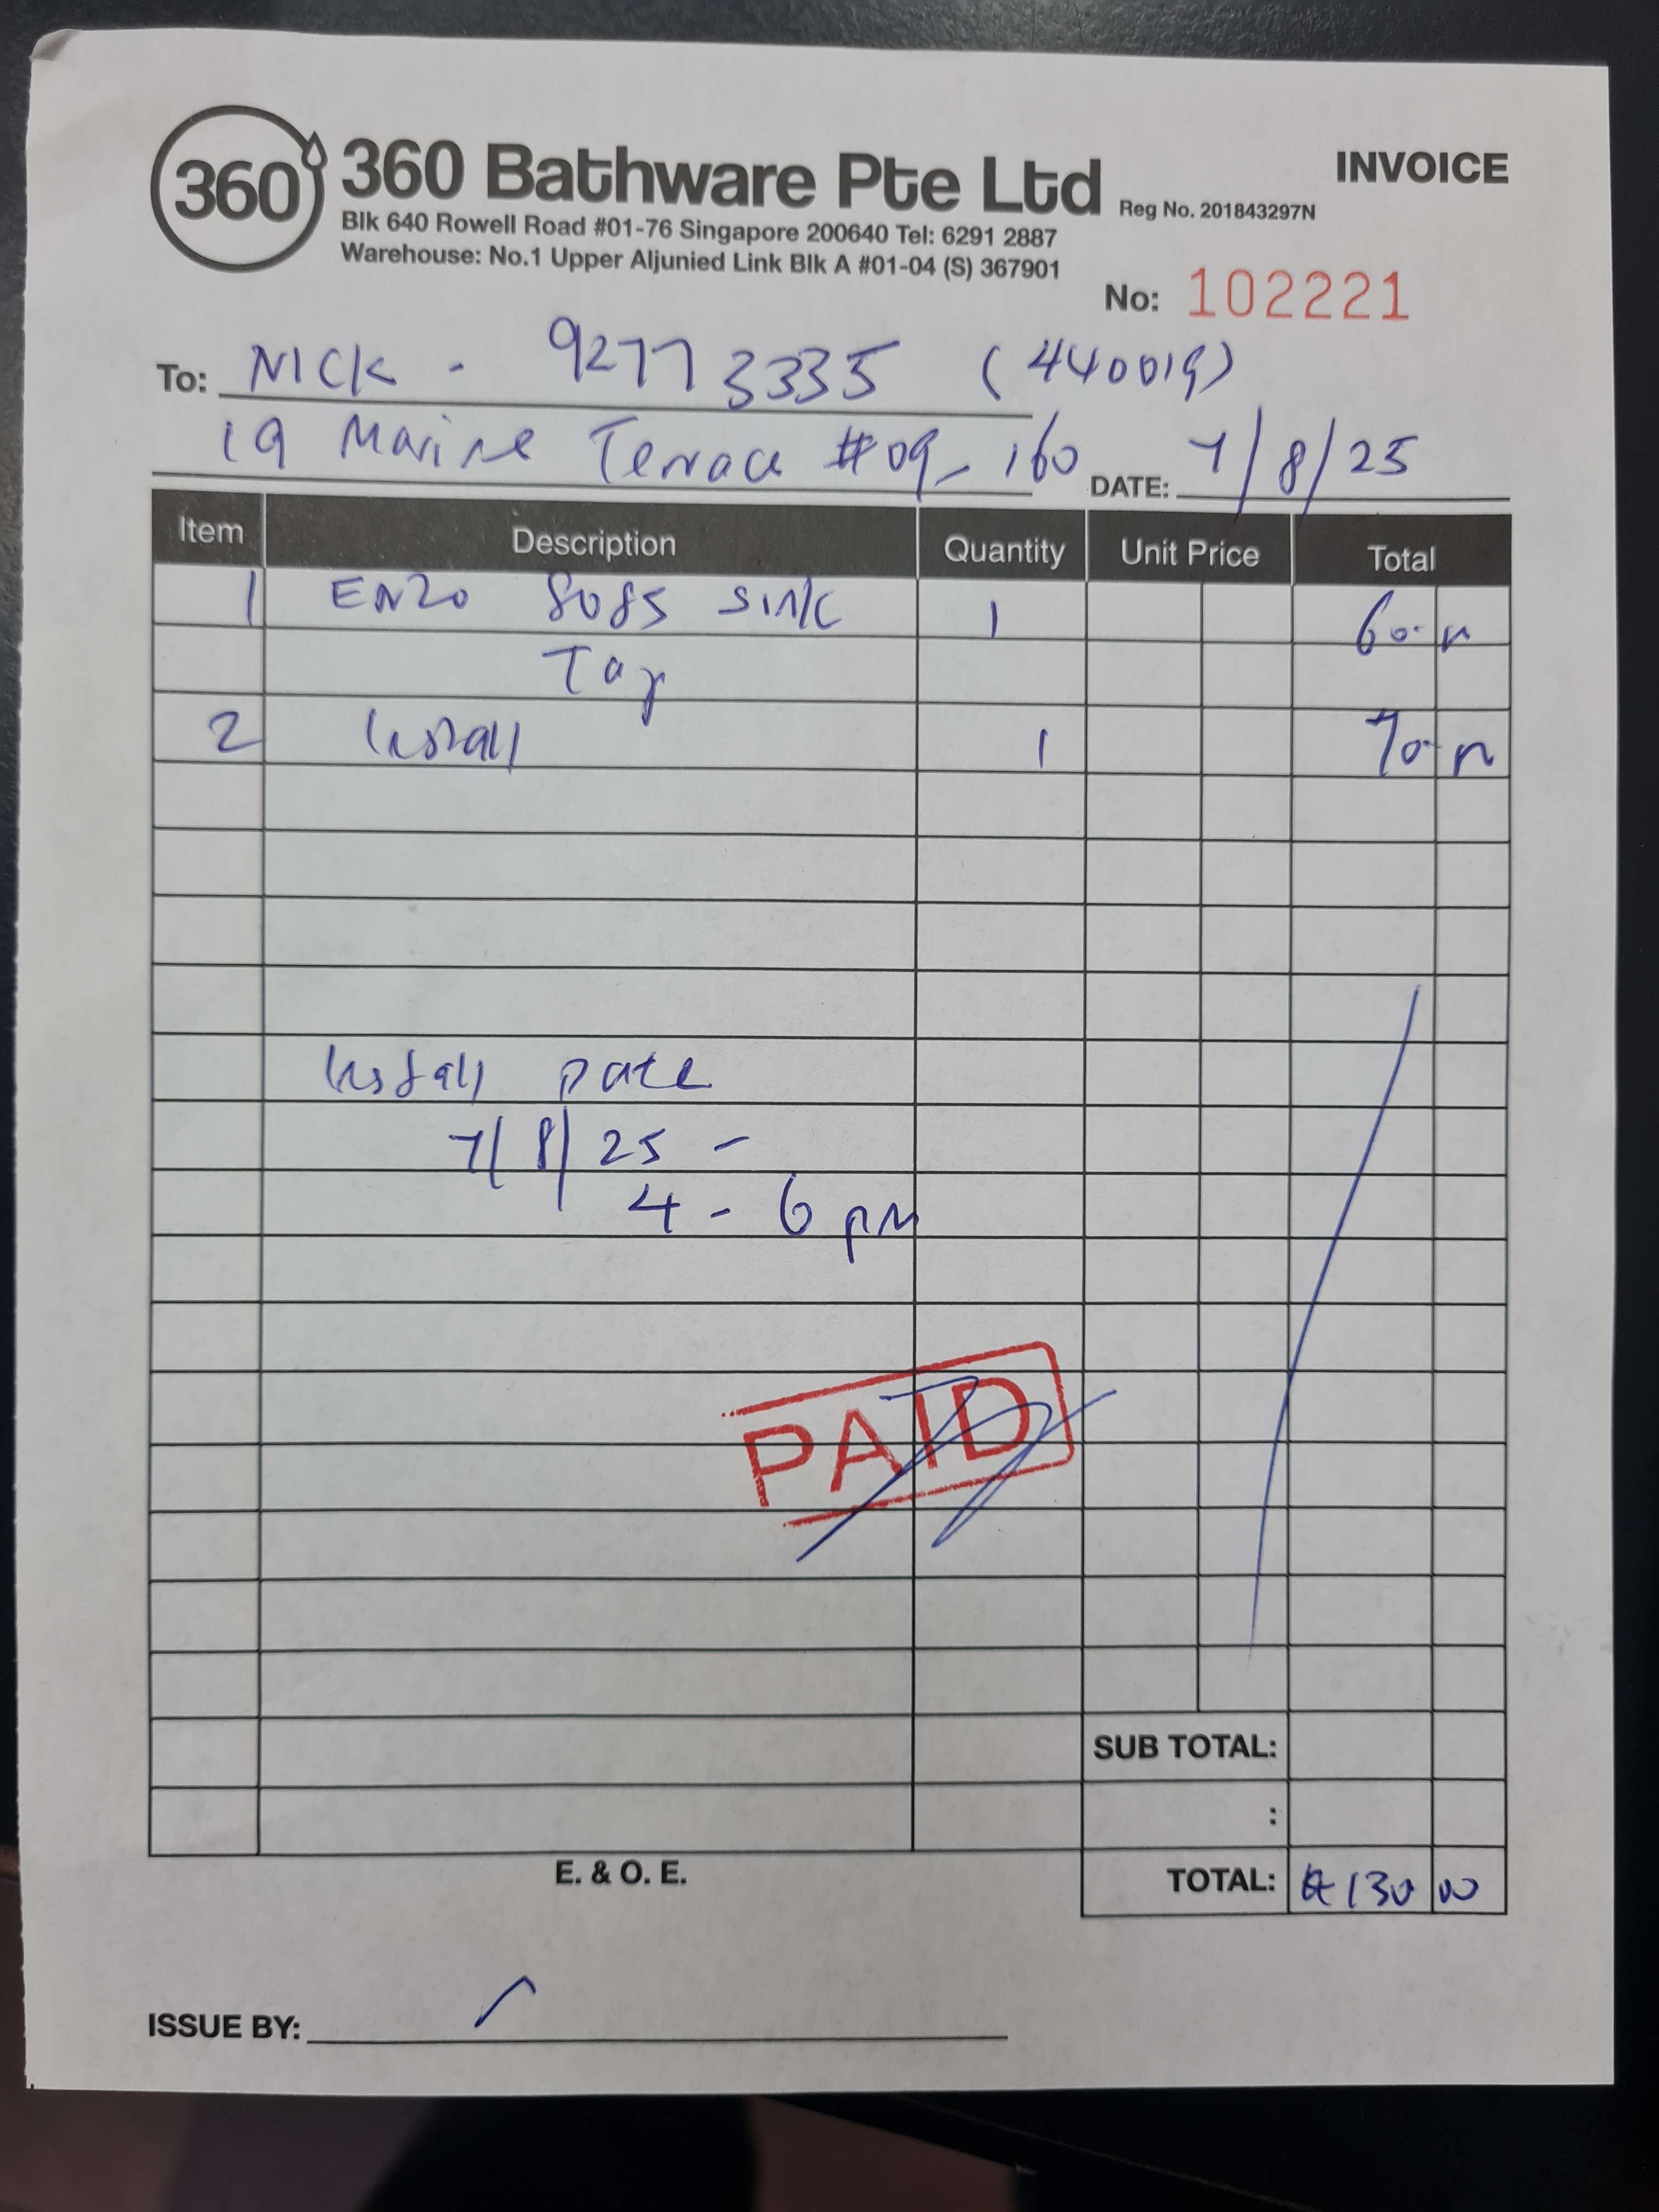 360
360 Bathware Pte Ltd Reg No. 201843297N
INVOICE
Blk 640 Rowell Road #01-76 Singapore 200640 Tel: 6291 2887
Warehouse: No.1 Upper Aljunied Link Blk A #01-04 (S) 367901
No: 102221
To: NICK - 9277 3335 (440019)
19 Marine Terrace #09-160 DATE: 7/8/25
Item Description Quantity Unit Price Total
1 ENZO 8085 sink 1 60
Tap
2 Install 1 70
Install Date
7/8/25 -
4 - 6 pm
PAID
SUB TOTAL:
:
E. & O. E. TOTAL: $130 00
ISSUE BY: